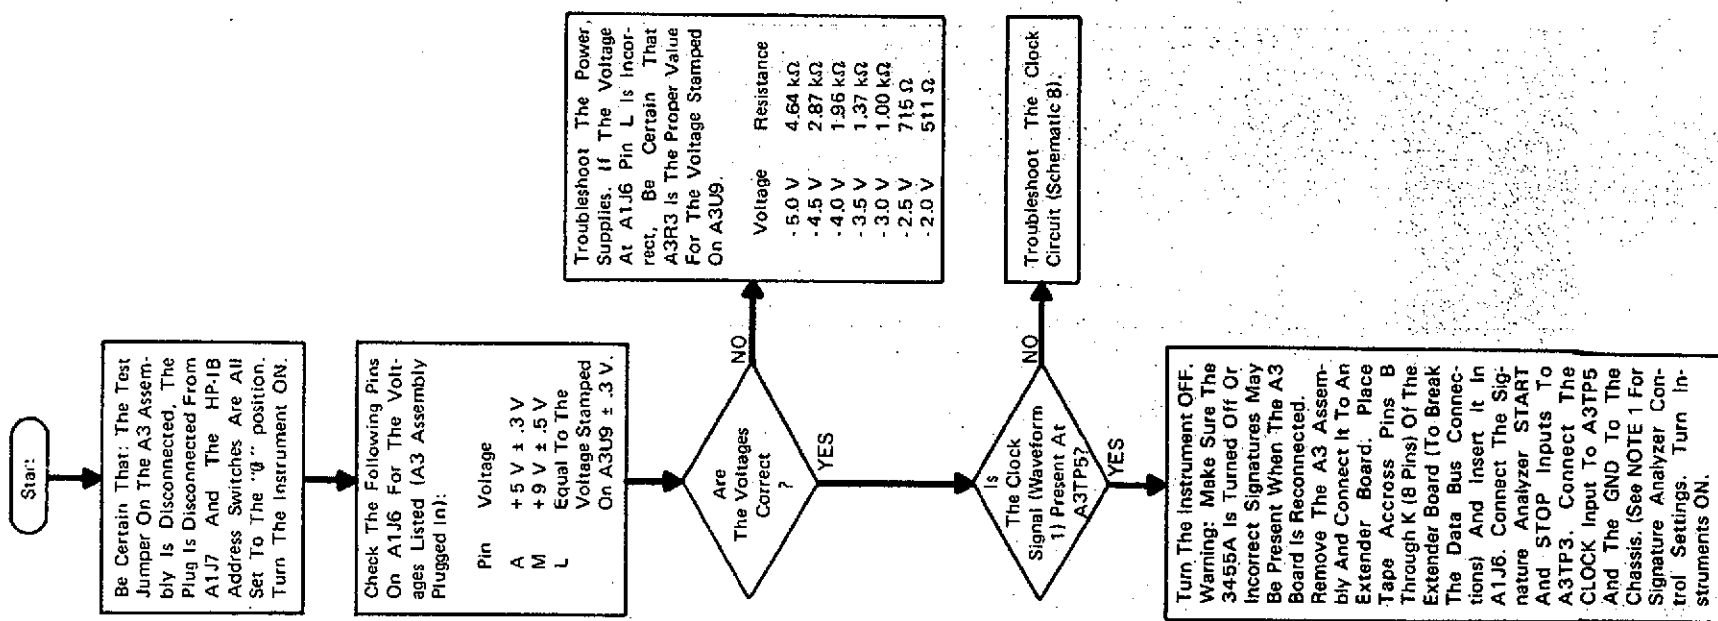 Start
Be Certain That: The Test
Jumper On The A3 Assem-
bly Is Disconnected, The
Plug Is Disconnected From
A1J7 And The HP-IB
Address Switches Are All
Set To The "0" position.
Turn The Instrument ON.
Check The Following Pins
On A1J6 For The Volt-
ages Listed (A3 Assembly
Plugged In):
Pin Voltage
A +5 V ± .3 V
M +9 V ± .5 V
L Equal To The
Voltage Stamped
On A3U9 ± .3 V.
Are
The Voltages
Correct
?
NO
YES
Troubleshoot The Power
Supplies. If The Voltage
At A1J6 Pin L Is Incor-
rect, Be Certain That
A3R3 Is The Proper Value
For The Voltage Stamped
On A3U9.
Voltage Resistance
-5.0 V 4.64 kΩ
-4.5 V 2.87 kΩ
-4.0 V 1.96 kΩ
-3.5 V 1.37 kΩ
-3.0 V 1.00 kΩ
-2.5 V 715 Ω
-2.0 V 511 Ω
Is
The Clock
Signal (Waveform
1) Present At
A3TP5?
NO
YES
Troubleshoot The Clock
Circuit (Schematic 8).
Turn The Instrument OFF.
Warning: Make Sure The
3455A Is Turned Off Or
Incorrect Signatures May
Be Present When The A3
Board Is Reconnected.
Remove The A3 Assem-
bly And Connect It To An
Extender Board. Place
Tape Accross Pins B
Through K (8 Pins) Of The
Extender Board (To Break
The Data Bus Connec-
tions) And Insert It In
A1J6. Connect The Sig-
nature Analyzer START
And STOP Inputs To
A3TP3. Connect The
CLOCK Input To A3TP5
And The GND To The
Chassis. (See NOTE 1 For
Signature Analyzer Con-
trol Settings. Turn In-
struments ON.